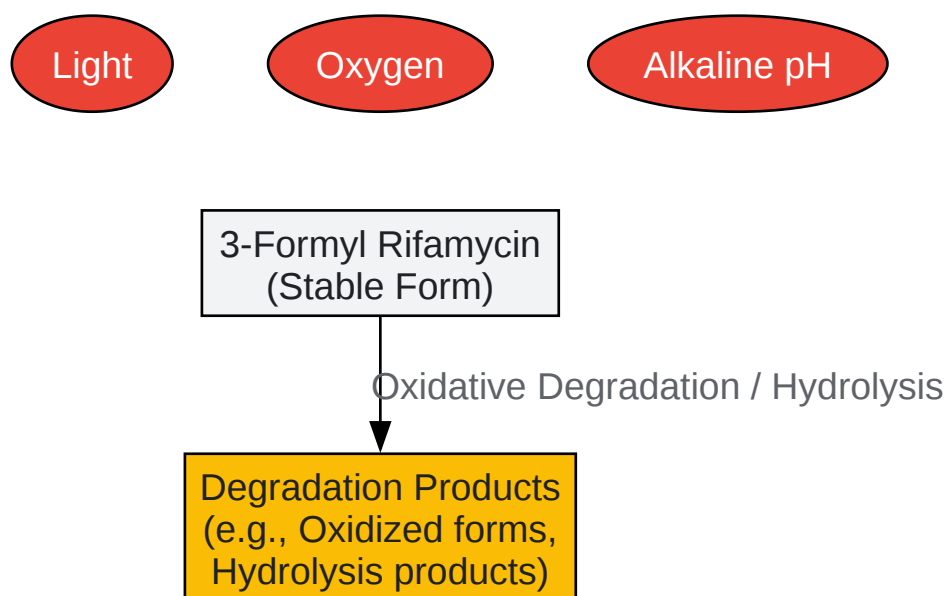 Light
Oxygen
Alkaline pH
3-Formyl Rifamycin
(Stable Form)
Oxidative Degradation / Hydrolysis
Degradation Products
(e.g., Oxidized forms,
Hydrolysis products)